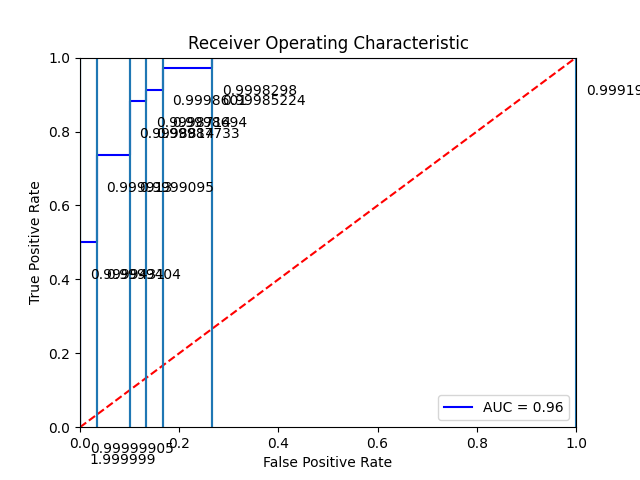 Receiver Operating Characteristic
1.0
0.8
0.6
0.4
0.2
0.0
True Positive Rate
0.9998298
0.99985224
0.99919
0.9999095
AUC = 0.96
0.0 0.2 0.4 0.6 0.8 1.0
0.99999905
1.999999
False Positive Rate